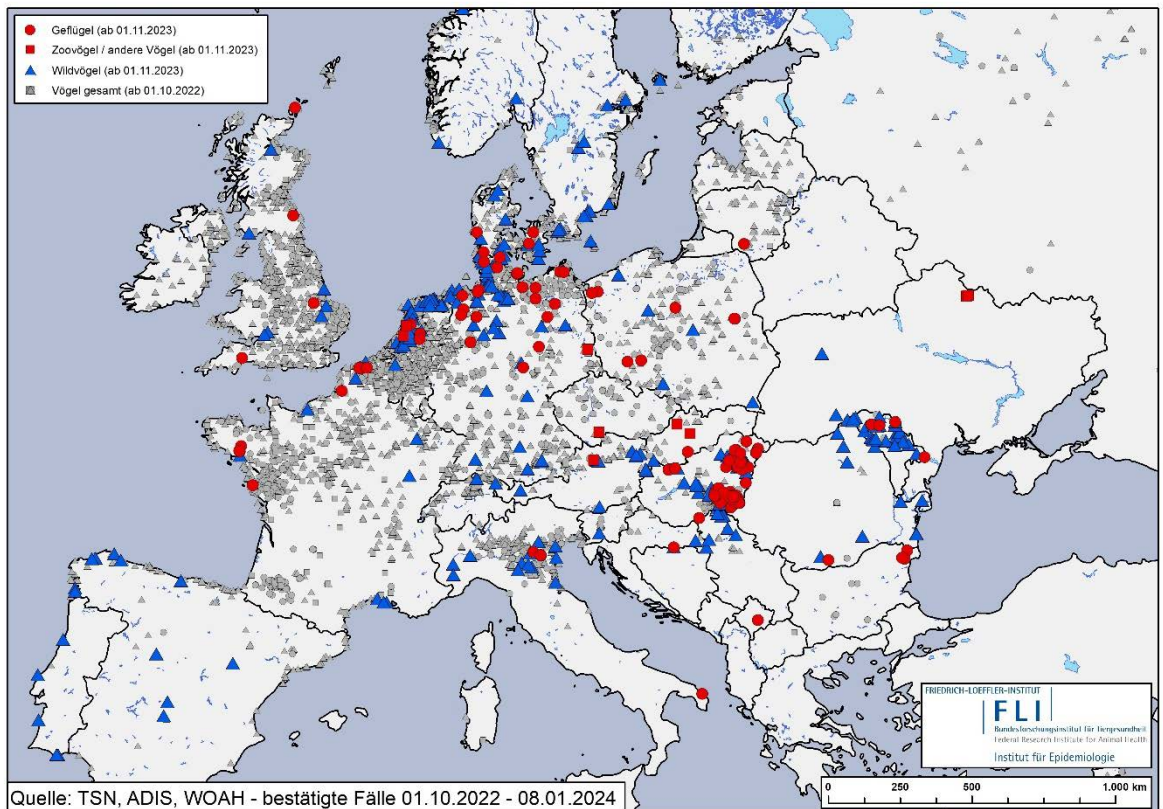 Geflügel (ab 01.11.2023)
Zoovögel / andere Vögel (ab 01.11.2023)
Wildvögel (ab 01.11.2023)
Vögel gesamt (ab 01.10.2022)
FRIEDRICH-LOEFFLER-INSTITUT
FLI
Bundesforschungsinstitut für Tiergesundheit
Federal Research Institute for Animal Health
Institut für Epidemiologie
Quelle: TSN, ADIS, WOAH - bestätigte Fälle 01.10.2022 - 08.01.2024
0 250 500 1.000 km